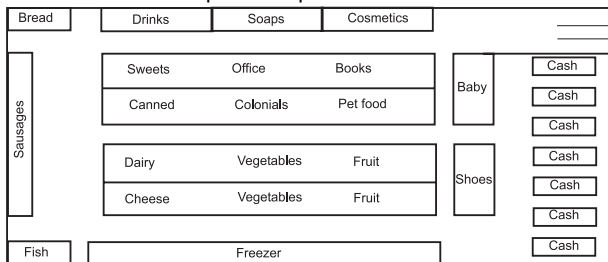 Bread Drinks Soaps Cosmetics
Sweets Office Books
Canned Colonials Pet food
Sausages
Baby
Dairy Vegetables Fruit
Cheese Vegetables Fruit
Shoes
Cash
Cash
Cash
Cash
Cash
Cash
Cash
Fish Freezer